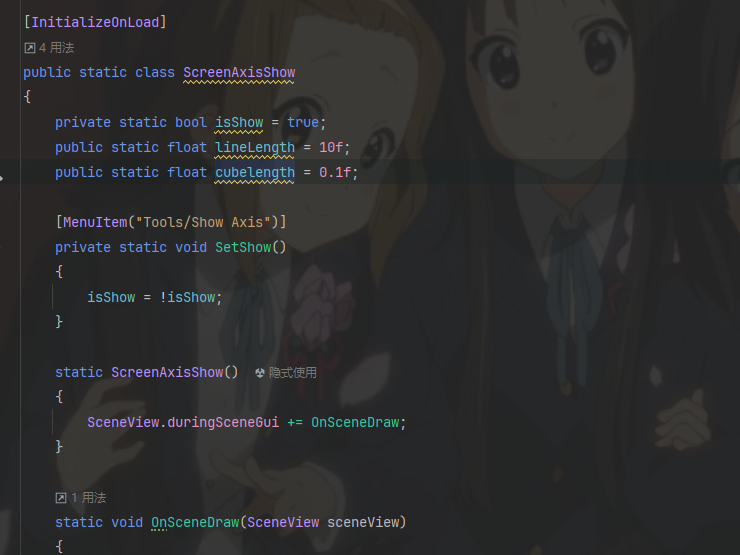 [InitializeOnLoad]
4 用法
public static class ScreenAxisShow
{
    private static bool isShow = true;
    public static float lineLength = 10f;
    public static float cubelength = 0.1f;
    [MenuItem("Tools/Show Axis")]
    private static void SetShow()
    {
        isShow = !isShow;
    }
    static ScreenAxisShow() 隐式使用
    {
        SceneView.duringSceneGui += OnSceneDraw;
    }
    1 用法
    static void OnSceneDraw(SceneView sceneView)
    {